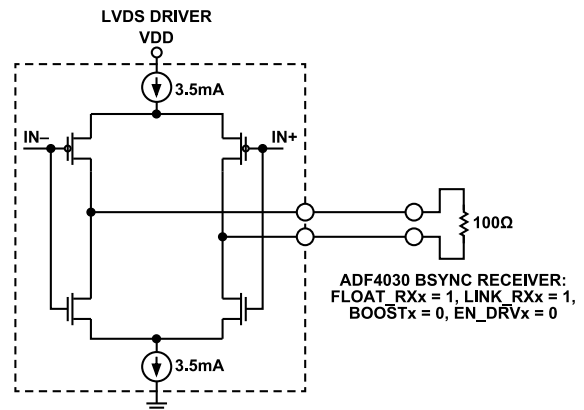 LVDS DRIVER
VDD
3.5mA
IN–
IN+
100Ω
ADF4030 BSYNC RECEIVER:
FLOAT_RXx = 1, LINK_RXx = 1,
BOOSTx = 0, EN_DRVx = 0
3.5mA